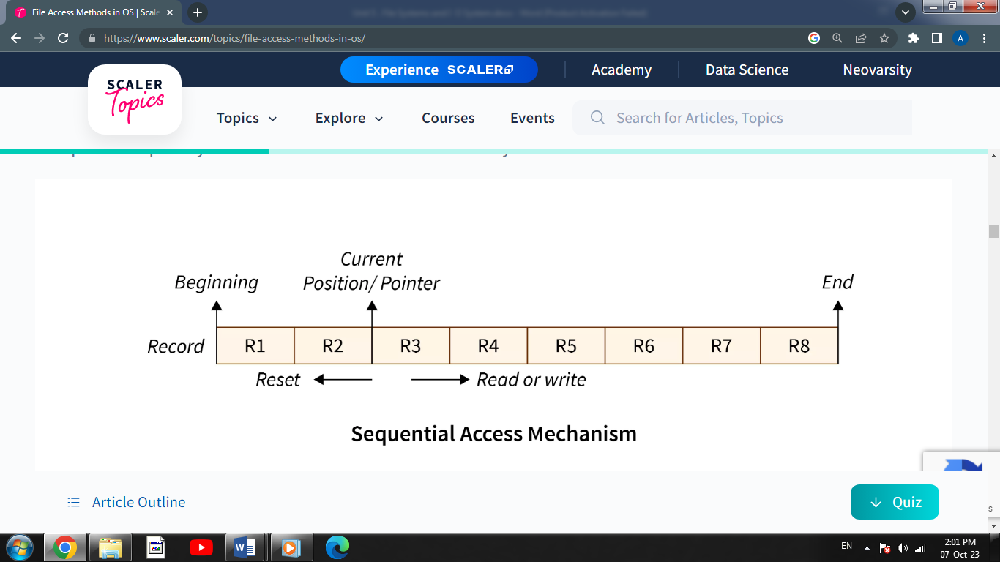 File Access Methods in OS | Scale
https://www.scaler.com/topics/file-access-methods-in-os/
A
Experience SCALER
Academy
Data Science
Neovarsity
SCALER
Topics
Topics
Explore
Courses
Events
Search for Articles, Topics
Current
Beginning
Position/ Pointer
End
Record
R1
R2
R3
R4
R5
R6
R7
R8
Reset
Read or write
Sequential Access Mechanism
Article Outline
Quiz
s
EN
2:01 PM
07-Oct-23